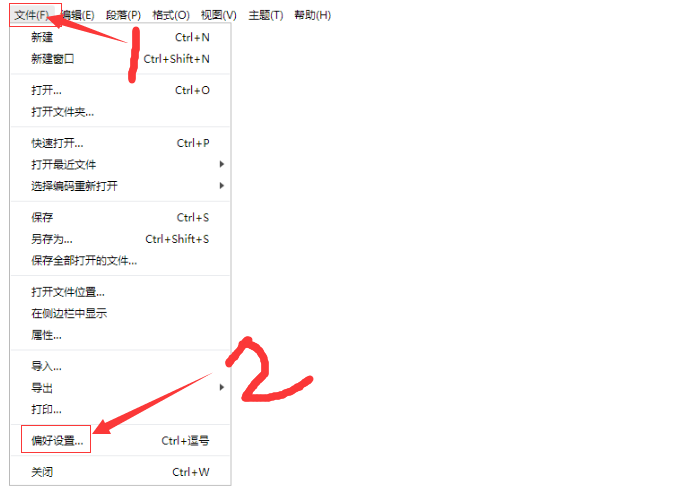 文件(F) 编辑(E) 段落(P) 格式(O) 视图(V) 主题(T) 帮助(H)
1
新建 Ctrl+N
新建窗口 Ctrl+Shift+N
打开... Ctrl+O
打开文件夹...
快速打开... Ctrl+P
打开最近文件
选择编码重新打开
保存 Ctrl+S
另存为... Ctrl+Shift+S
保存全部打开的文件...
打开文件位置...
在侧边栏中显示
属性...
导入...
2
导出
打印...
偏好设置... Ctrl+逗号
关闭 Ctrl+W